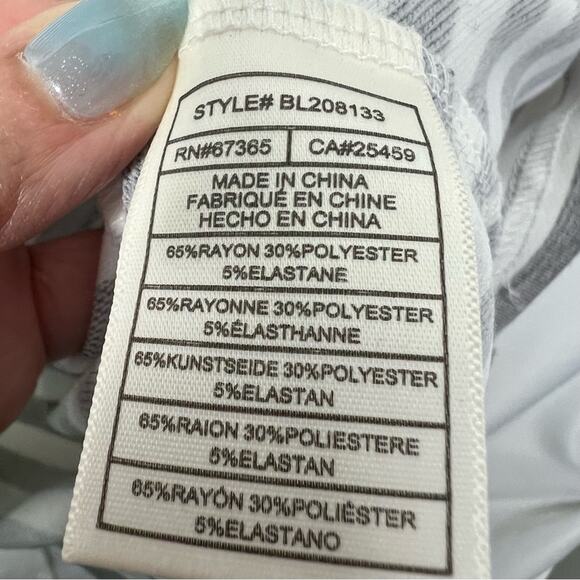 STYLE# BL208133
RN#67365 CA#25459
MADE IN CHINA
FABRIQUÉ EN CHINE
HECHO EN CHINA
65%RAYON 30%POLYESTER
5%ELASTANE
65%RAYONNE 30%POLYESTER
5%ÉLASTHANNE
65%KUNSTSEIDE 30%POLYESTER
5%ELASTAN
65%RAION 30%POLIESTERE
5%ELASTAN
65%RAYÓN 30%POLIÉSTER
5%ELASTANO